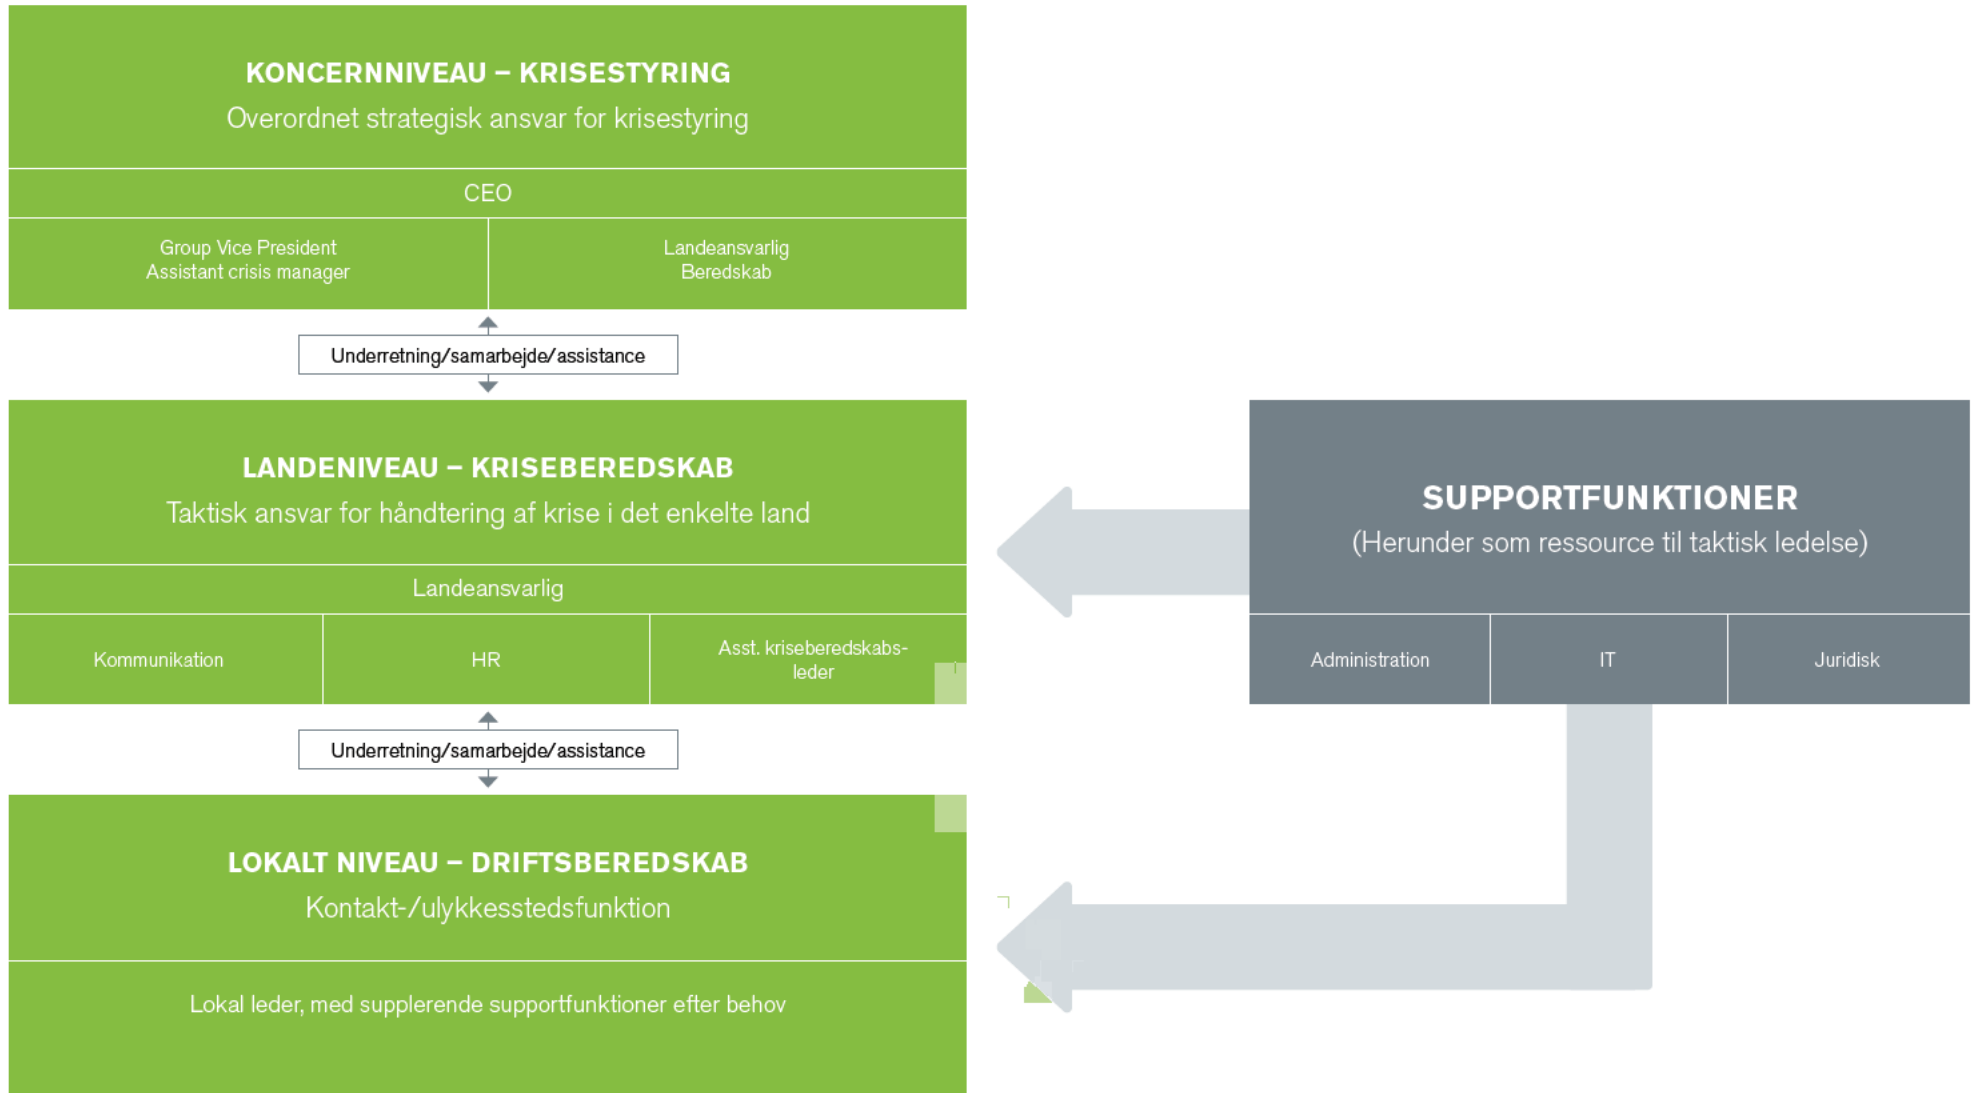 KONCERNNIVEAU – KRISESTYRING
Overordnet strategisk ansvar for krisestyring
CEO
Group Vice President
Assistant crisis manager
Landeansvarlig
Beredskab
Underretning/samarbejde/assistance
LANDENIVEAU – KRISEBEREDSKAB
Taktisk ansvar for håndtering af krise i det enkelte land
Landeansvarlig
Kommunikation
HR
Asst. kriseberedskabs-
leder
SUPPORTFUNKTIONER
(Herunder som ressource til taktisk ledelse)
Administration
IT
Juridisk
Underretning/samarbejde/assistance
LOKALT NIVEAU – DRIFTSBEREDSKAB
Kontakt-/ulykkesstedsfunktion
Lokal leder, med supplerende supportfunktioner efter behov